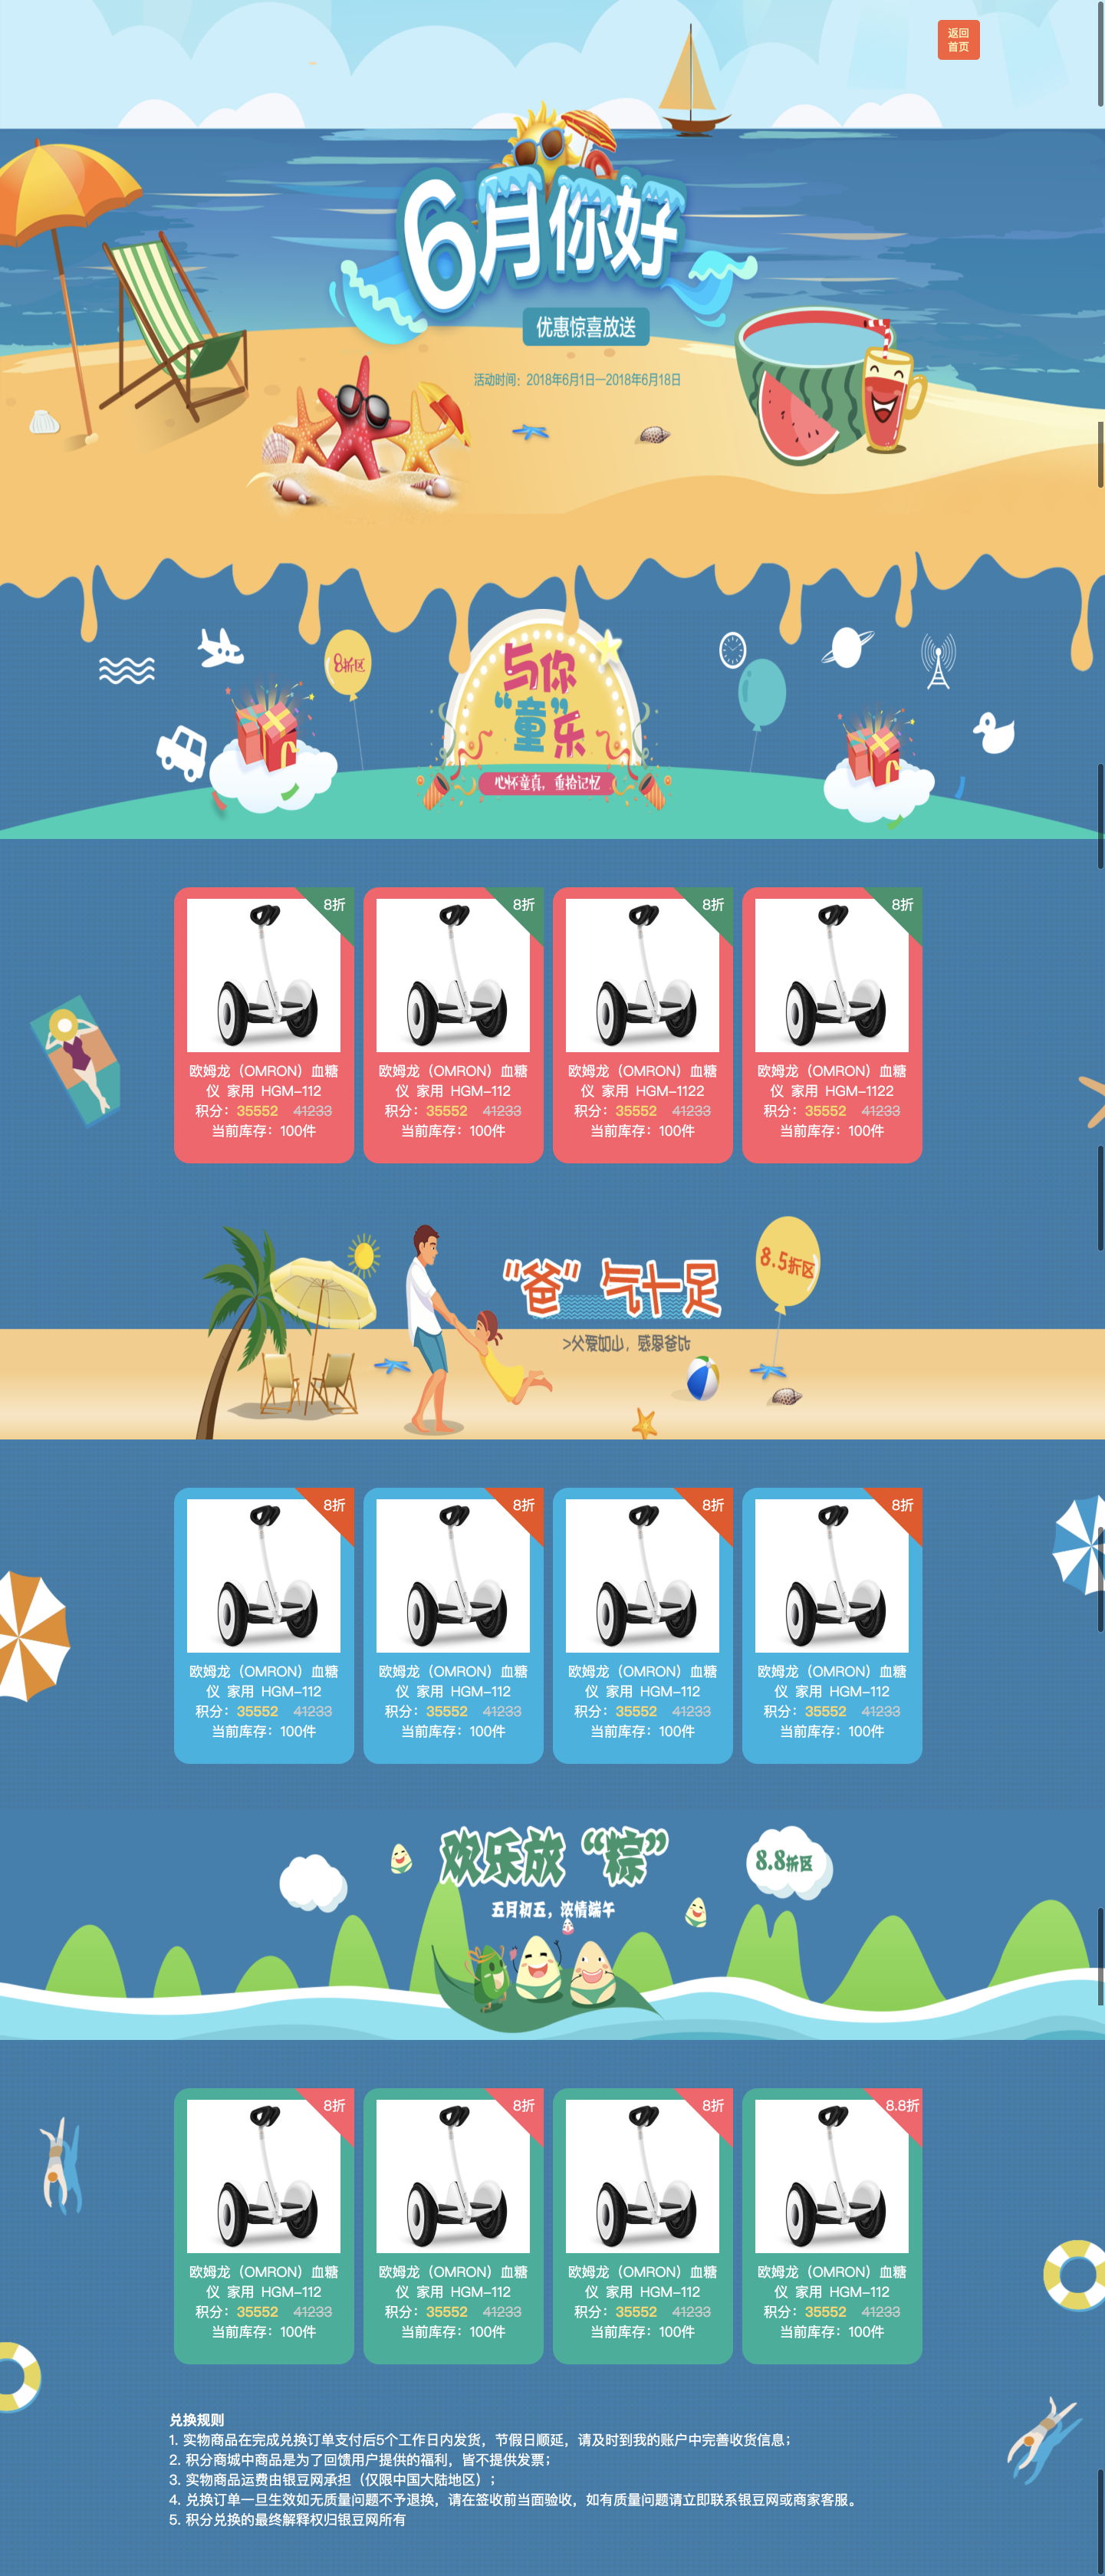 返回
首页
6月你好
优惠惊喜放送
活动时间：2018年6月1日—2018年6月18日
8折区
与你
“童”乐
心怀童真，重拾记忆
8折
8折
8折
8折
欧姆龙（OMRON）血糖
仪 家用 HGM-112
积分：35552 41233
当前库存：100件
欧姆龙（OMRON）血糖
仪 家用 HGM-112
积分：35552 41233
当前库存：100件
欧姆龙（OMRON）血糖
仪 家用 HGM-1122
积分：35552 41233
当前库存：100件
欧姆龙（OMRON）血糖
仪 家用 HGM-1122
积分：35552 41233
当前库存：100件
“爸”气十足
8.5折区
>父爱如山，感恩爸比
8折
8折
8折
8折
欧姆龙（OMRON）血糖
仪 家用 HGM-112
积分：35552 41233
当前库存：100件
欧姆龙（OMRON）血糖
仪 家用 HGM-112
积分：35552 41233
当前库存：100件
欧姆龙（OMRON）血糖
仪 家用 HGM-112
积分：35552 41233
当前库存：100件
欧姆龙（OMRON）血糖
仪 家用 HGM-112
积分：35552 41233
当前库存：100件
欢乐放“粽”
8.8折区
五月初五，浓情端午
8折
8折
8折
8.8折
欧姆龙（OMRON）血糖
仪 家用 HGM-112
积分：35552 41233
当前库存：100件
欧姆龙（OMRON）血糖
仪 家用 HGM-112
积分：35552 41233
当前库存：100件
欧姆龙（OMRON）血糖
仪 家用 HGM-112
积分：35552 41233
当前库存：100件
欧姆龙（OMRON）血糖
仪 家用 HGM-112
积分：35552 41233
当前库存：100件
兑换规则
1. 实物商品在完成兑换订单支付后5个工作日内发货，节假日顺延，请及时到我的账户中完善收货信息；
2. 积分商城中商品是为了回馈用户提供的福利，皆不提供发票；
3. 实物商品运费由银豆网承担（仅限中国大陆地区）；
4. 兑换订单一旦生效如无质量问题不予退换，请在签收前当面验收，如有质量问题请立即联系银豆网或商家客服。
5. 积分兑换的最终解释权归银豆网所有